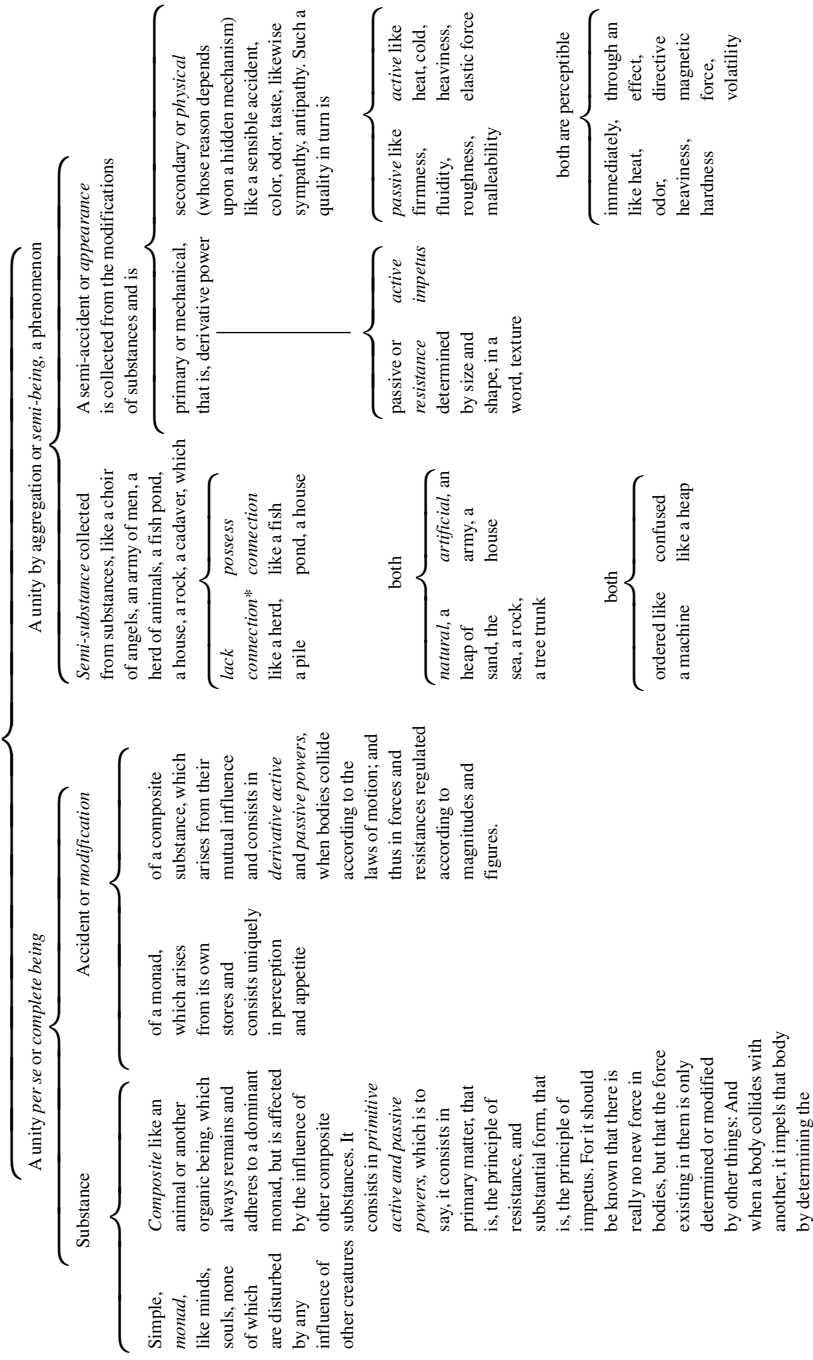 A unity per se or complete being
A unity by aggregation or semi-being, a phenomenon
Substance
Accident or modification
Simple,
monad,
like minds,
souls, none
of which
are disturbed
by any
influence of
other creatures
Composite like an
animal or another
organic being, which
always remains and
adheres to a dominant
monad, but is affected
by the influence of
other composite
substances. It
consists in primitive
active and passive
powers, which is to
say, it consists in
primary matter, that
is, the principle of
resistance, and
substantial form, that
is, the principle of
impetus. For it should
be known that there is
really no new force in
bodies, but that the force
existing in them is only
determined or modified
by other things: And
when a body collides with
another, it impels that body
by determining the
of a monad,
which arises
from its own
stores and
consists uniquely
in perception
and appetite
of a composite
substance, which
arises from their
mutual influence
and consists in
derivative active
and passive powers,
when bodies collide
according to the
laws of motion; and
thus in forces and
resistances regulated
according to
magnitudes and
figures.
Semi-substance collected
from substances, like a choir
of angels, an army of men, a
herd of animals, a fish pond,
a house, a rock, a cadaver, which
lack
connection*
like a herd,
a pile
possess
connection
like a fish
pond, a house
both
natural, a
heap of
sand, the
sea, a rock,
a tree trunk
artificial, an
army, a
house
both
ordered like
a machine
confused
like a heap
A semi-accident or appearance
is collected from the modifications
of substances and is
primary or mechanical,
that is, derivative power
passive or
resistance
determined
by size and
shape, in a
word, texture
active
impetus
secondary or physical
(whose reason depends
upon a hidden mechanism)
like a sensible accident,
color, odor, taste, likewise
sympathy, antipathy. Such a
quality in turn is
passive like
firmness,
fluidity,
roughness,
malleability
active like
heat, cold,
heaviness,
elastic force
both are perceptible
immediately,
like heat,
odor,
heaviness,
hardness
through an
effect,
directive
magnetic
force,
volatility